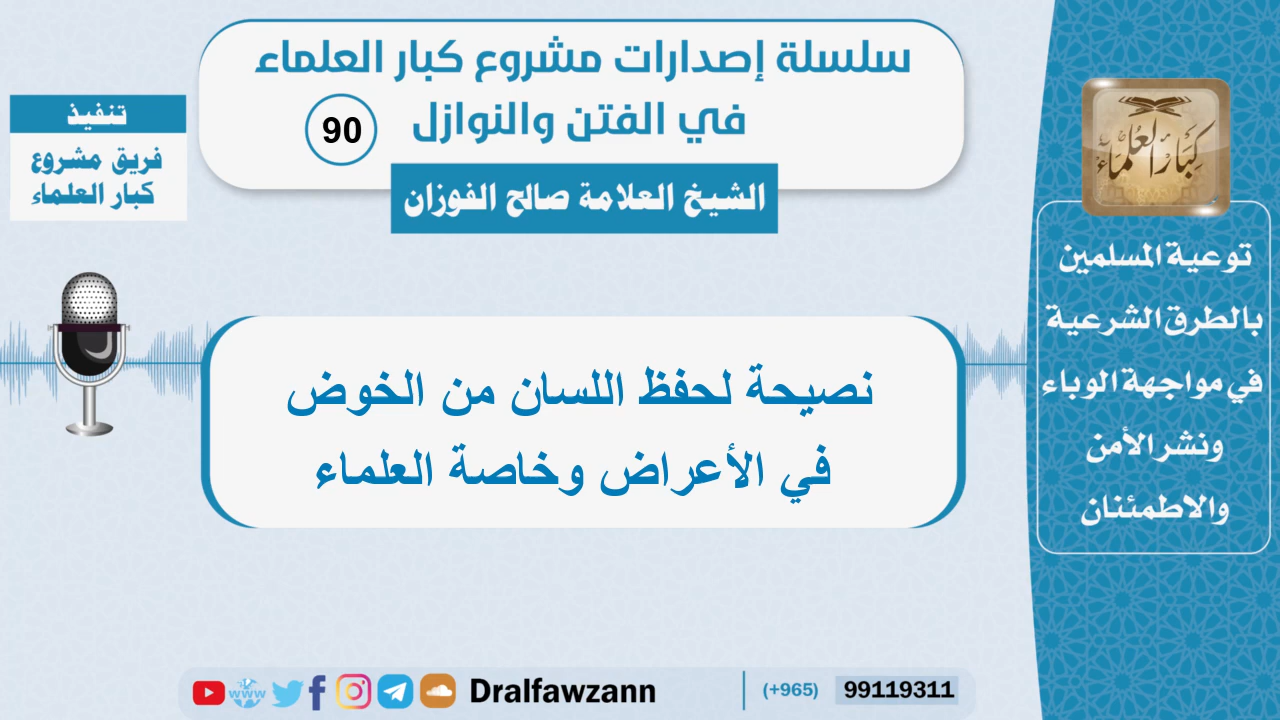 سلسلة إصدارات مشروع كبار العلماء
في الفتن والنوازل 90
الشيخ العلامة صالح الفوزان
كبار العلماء
توعية المسلمين
بالطرق الشرعية
في مواجهة الوباء
ونشر الأمن
والاطمئنان
تنفيذ
فريق مشروع
كبار العلماء
نصيحة لحفظ اللسان من الخوض
في الأعراض وخاصة العلماء
www Dralfawzann (+965) 99119311